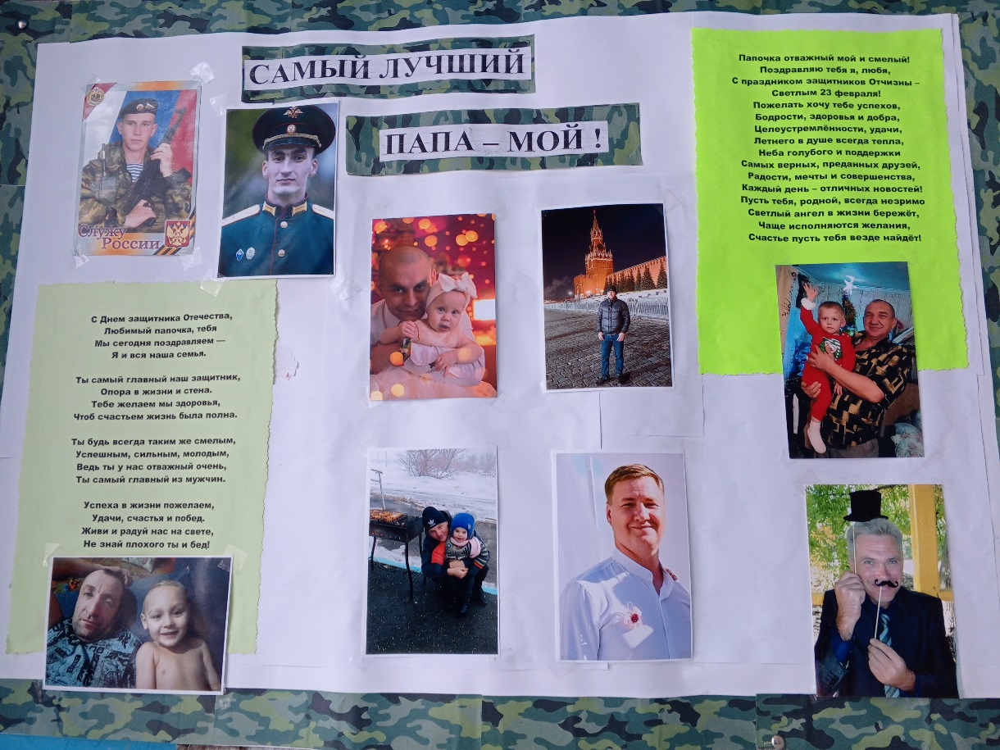 САМЫЙ ЛУЧШИЙ
ПАПА – МОЙ !
Служу
России
С Днем защитника Отечества,
Любимый папочка, тебя
Мы сегодня поздравляем —
Я и вся наша семья.
Ты самый главный наш защитник,
Опора в жизни и стена.
Тебе желаем мы здоровья,
Чтоб счастьем жизнь была полна.
Ты будь всегда таким же смелым,
Успешным, сильным, молодым,
Ведь ты у нас отважный очень,
Ты самый главный из мужчин.
Успеха в жизни пожелаем,
Удачи, счастья и побед.
Живи и радуй нас на свете,
Не знай плохого ты и бед!
Папочка отважный мой и смелый!
Поздравляю тебя я, любя,
С праздником защитников Отчизны –
Светлым 23 февраля!
Пожелать хочу тебе успехов,
Бодрости, здоровья и добра,
Целеустремлённости, удачи,
Летнего в душе всегда тепла,
Неба голубого и поддержки
Самых верных, преданных друзей,
Радости, мечты и совершенства,
Каждый день – отличных новостей!
Пусть тебя, родной, всегда незримо
Светлый ангел в жизни бережёт,
Чаще исполняются желания,
Счастье пусть тебя везде найдёт!